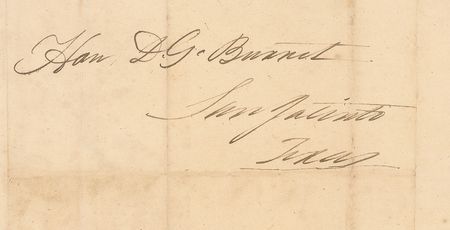 Hon. D. G. Burnet
San Jacinto
Texas